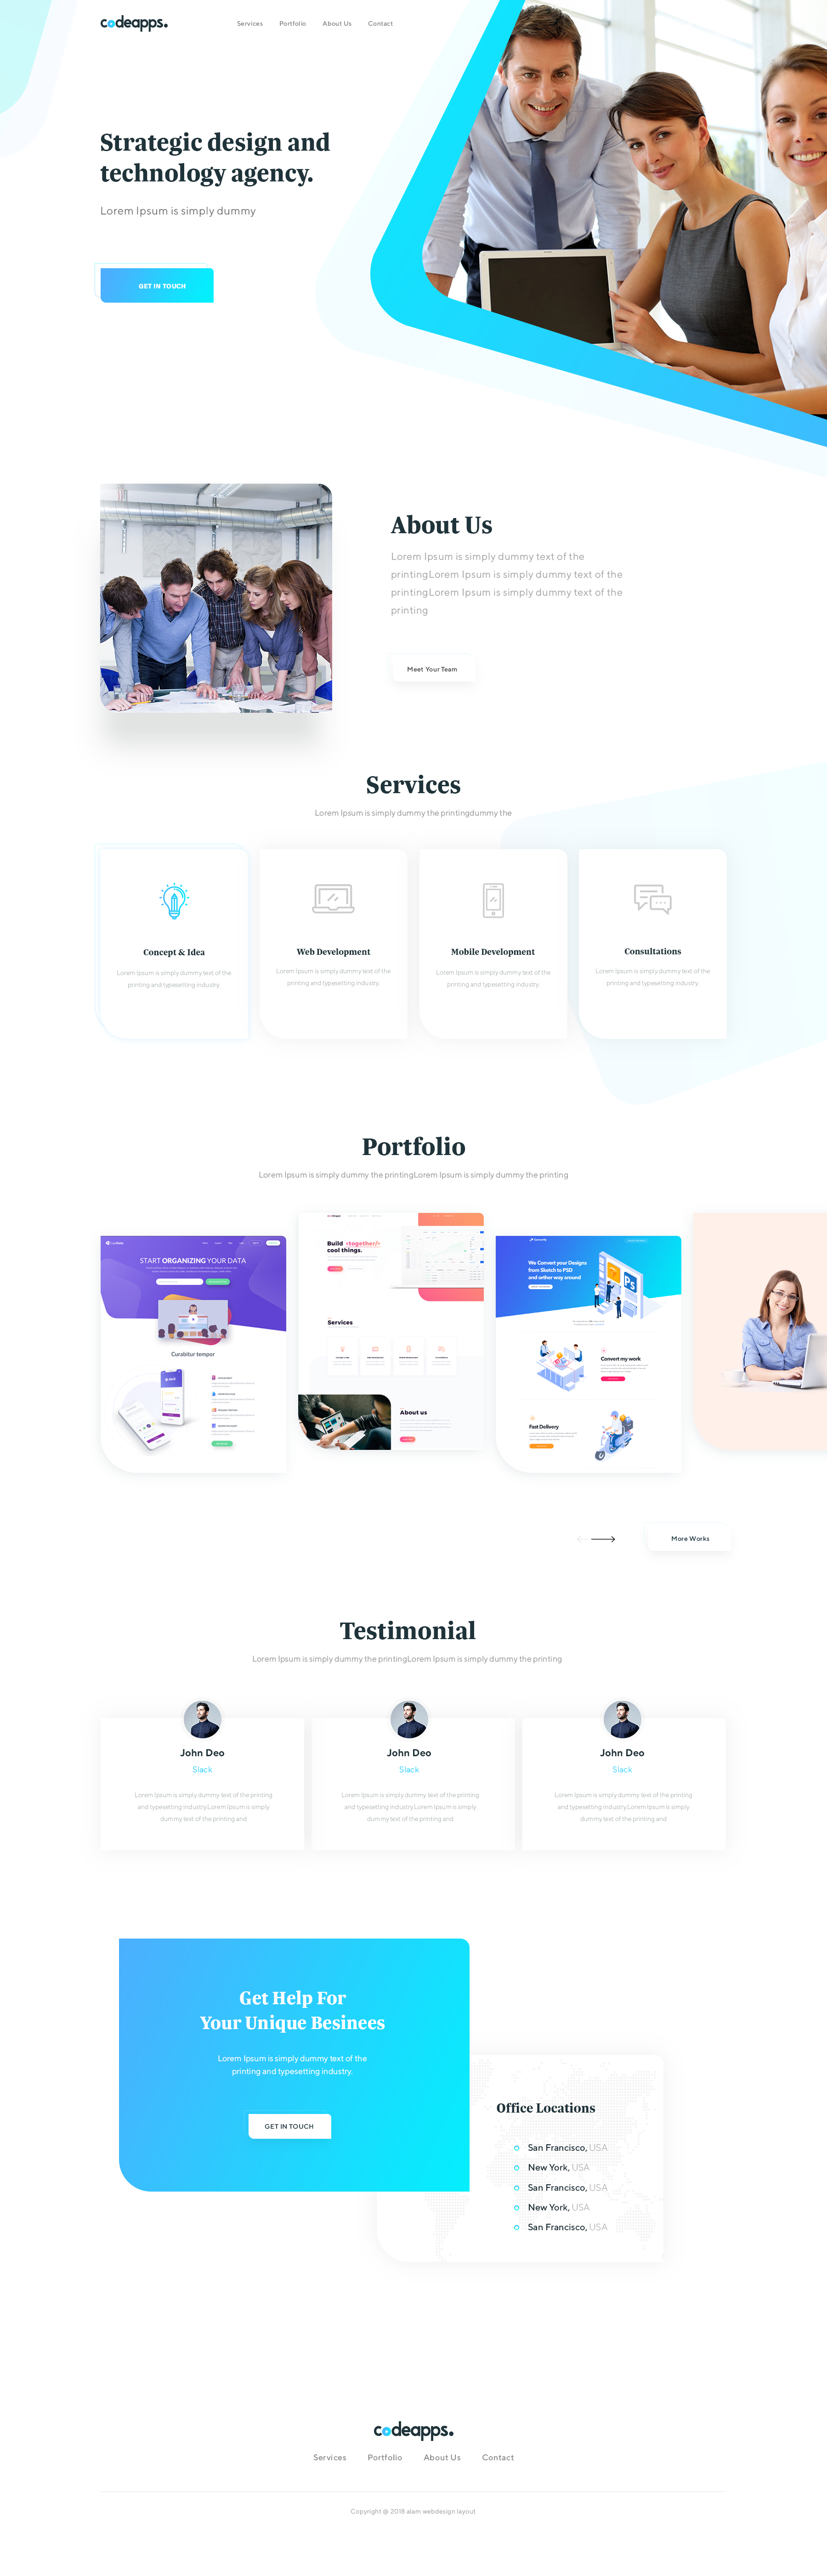 codeapps.
Services Portfolio About Us Contact
Strategic design and
technology agency.
Lorem Ipsum is simply dummy
GET IN TOUCH
About Us
Lorem Ipsum is simply dummy text of the
printingLorem Ipsum is simply dummy text of the
printingLorem Ipsum is simply dummy text of the
printing
Meet Your Team
Services
Lorem Ipsum is simply dummy the printingdummy the
Concept & Idea
Lorem Ipsum is simply dummy text of the
printing and typesetting industry.
Web Development
Lorem Ipsum is simply dummy text of the
printing and typesetting industry.
Mobile Development
Lorem Ipsum is simply dummy text of the
printing and typesetting industry.
Consultations
Lorem Ipsum is simply dummy text of the
printing and typesetting industry.
Portfolio
Lorem Ipsum is simply dummy the printingLorem Ipsum is simply dummy the printing
START ORGANIZING YOUR DATA
Curabitur tempor
Build <together/>
cool things.
Services
About us
We Convert your Designs
from Sketch to PSD
and orther way around
Ps
Convert my work
Fast Delivery
More Works
Testimonial
Lorem Ipsum is simply dummy the printingLorem Ipsum is simply dummy the printing
John Deo
Slack
Lorem Ipsum is simply dummy text of the printing
and typesetting industry.Lorem Ipsum is simply
dummy text of the printing and
John Deo
Slack
Lorem Ipsum is simply dummy text of the printing
and typesetting industry.Lorem Ipsum is simply
dummy text of the printing and
John Deo
Slack
Lorem Ipsum is simply dummy text of the printing
and typesetting industry.Lorem Ipsum is simply
dummy text of the printing and
Get Help For
Your Unique Besinees
Lorem Ipsum is simply dummy text of the
printing and typesetting industry.
GET IN TOUCH
Office Locations
San Francisco, USA
New York, USA
San Francisco, USA
New York, USA
San Francisco, USA
codeapps.
Services Portfolio About Us Contact
Copyright @ 2018 alam webdesign layout